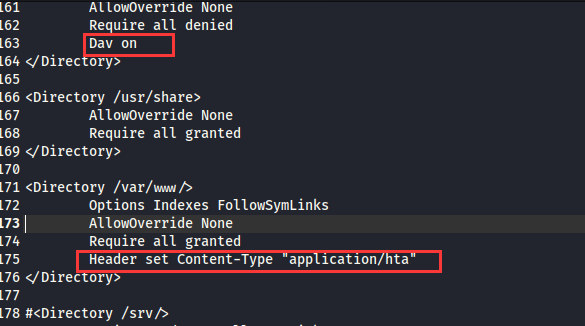 161 AllowOverride None
162 Require all denied
163 Dav on
164 </Directory>
165
166 <Directory /usr/share>
167 AllowOverride None
168 Require all granted
169 </Directory>
170
171 <Directory /var/www/>
172 Options Indexes FollowSymLinks
173 AllowOverride None
174 Require all granted
175 Header set Content-Type "application/hta"
176 </Directory>
177
178 #<Directory /srv/>